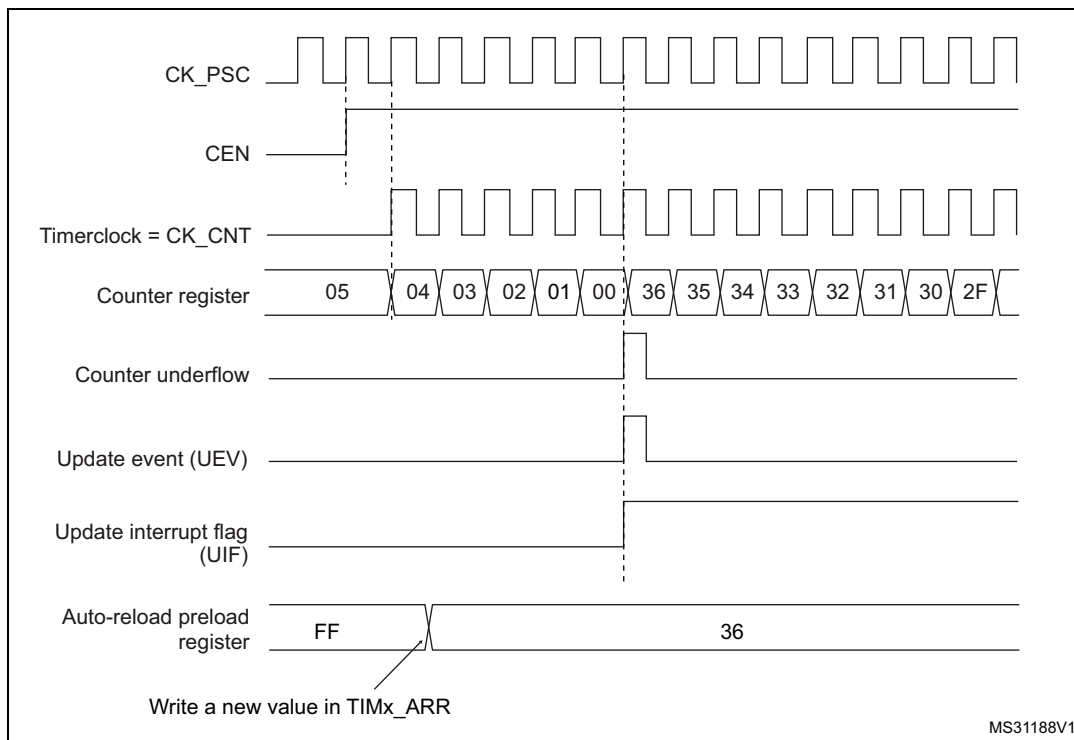 CK_PSC
CEN
Timerclock = CK_CNT
Counter register 05 04 03 02 01 00 36 35 34 33 32 31 30 2F
Counter underflow
Update event (UEV)
Update interrupt flag
(UIF)
Auto-reload preload
register
FF 36
Write a new value in TIMx_ARR
MS31188V1